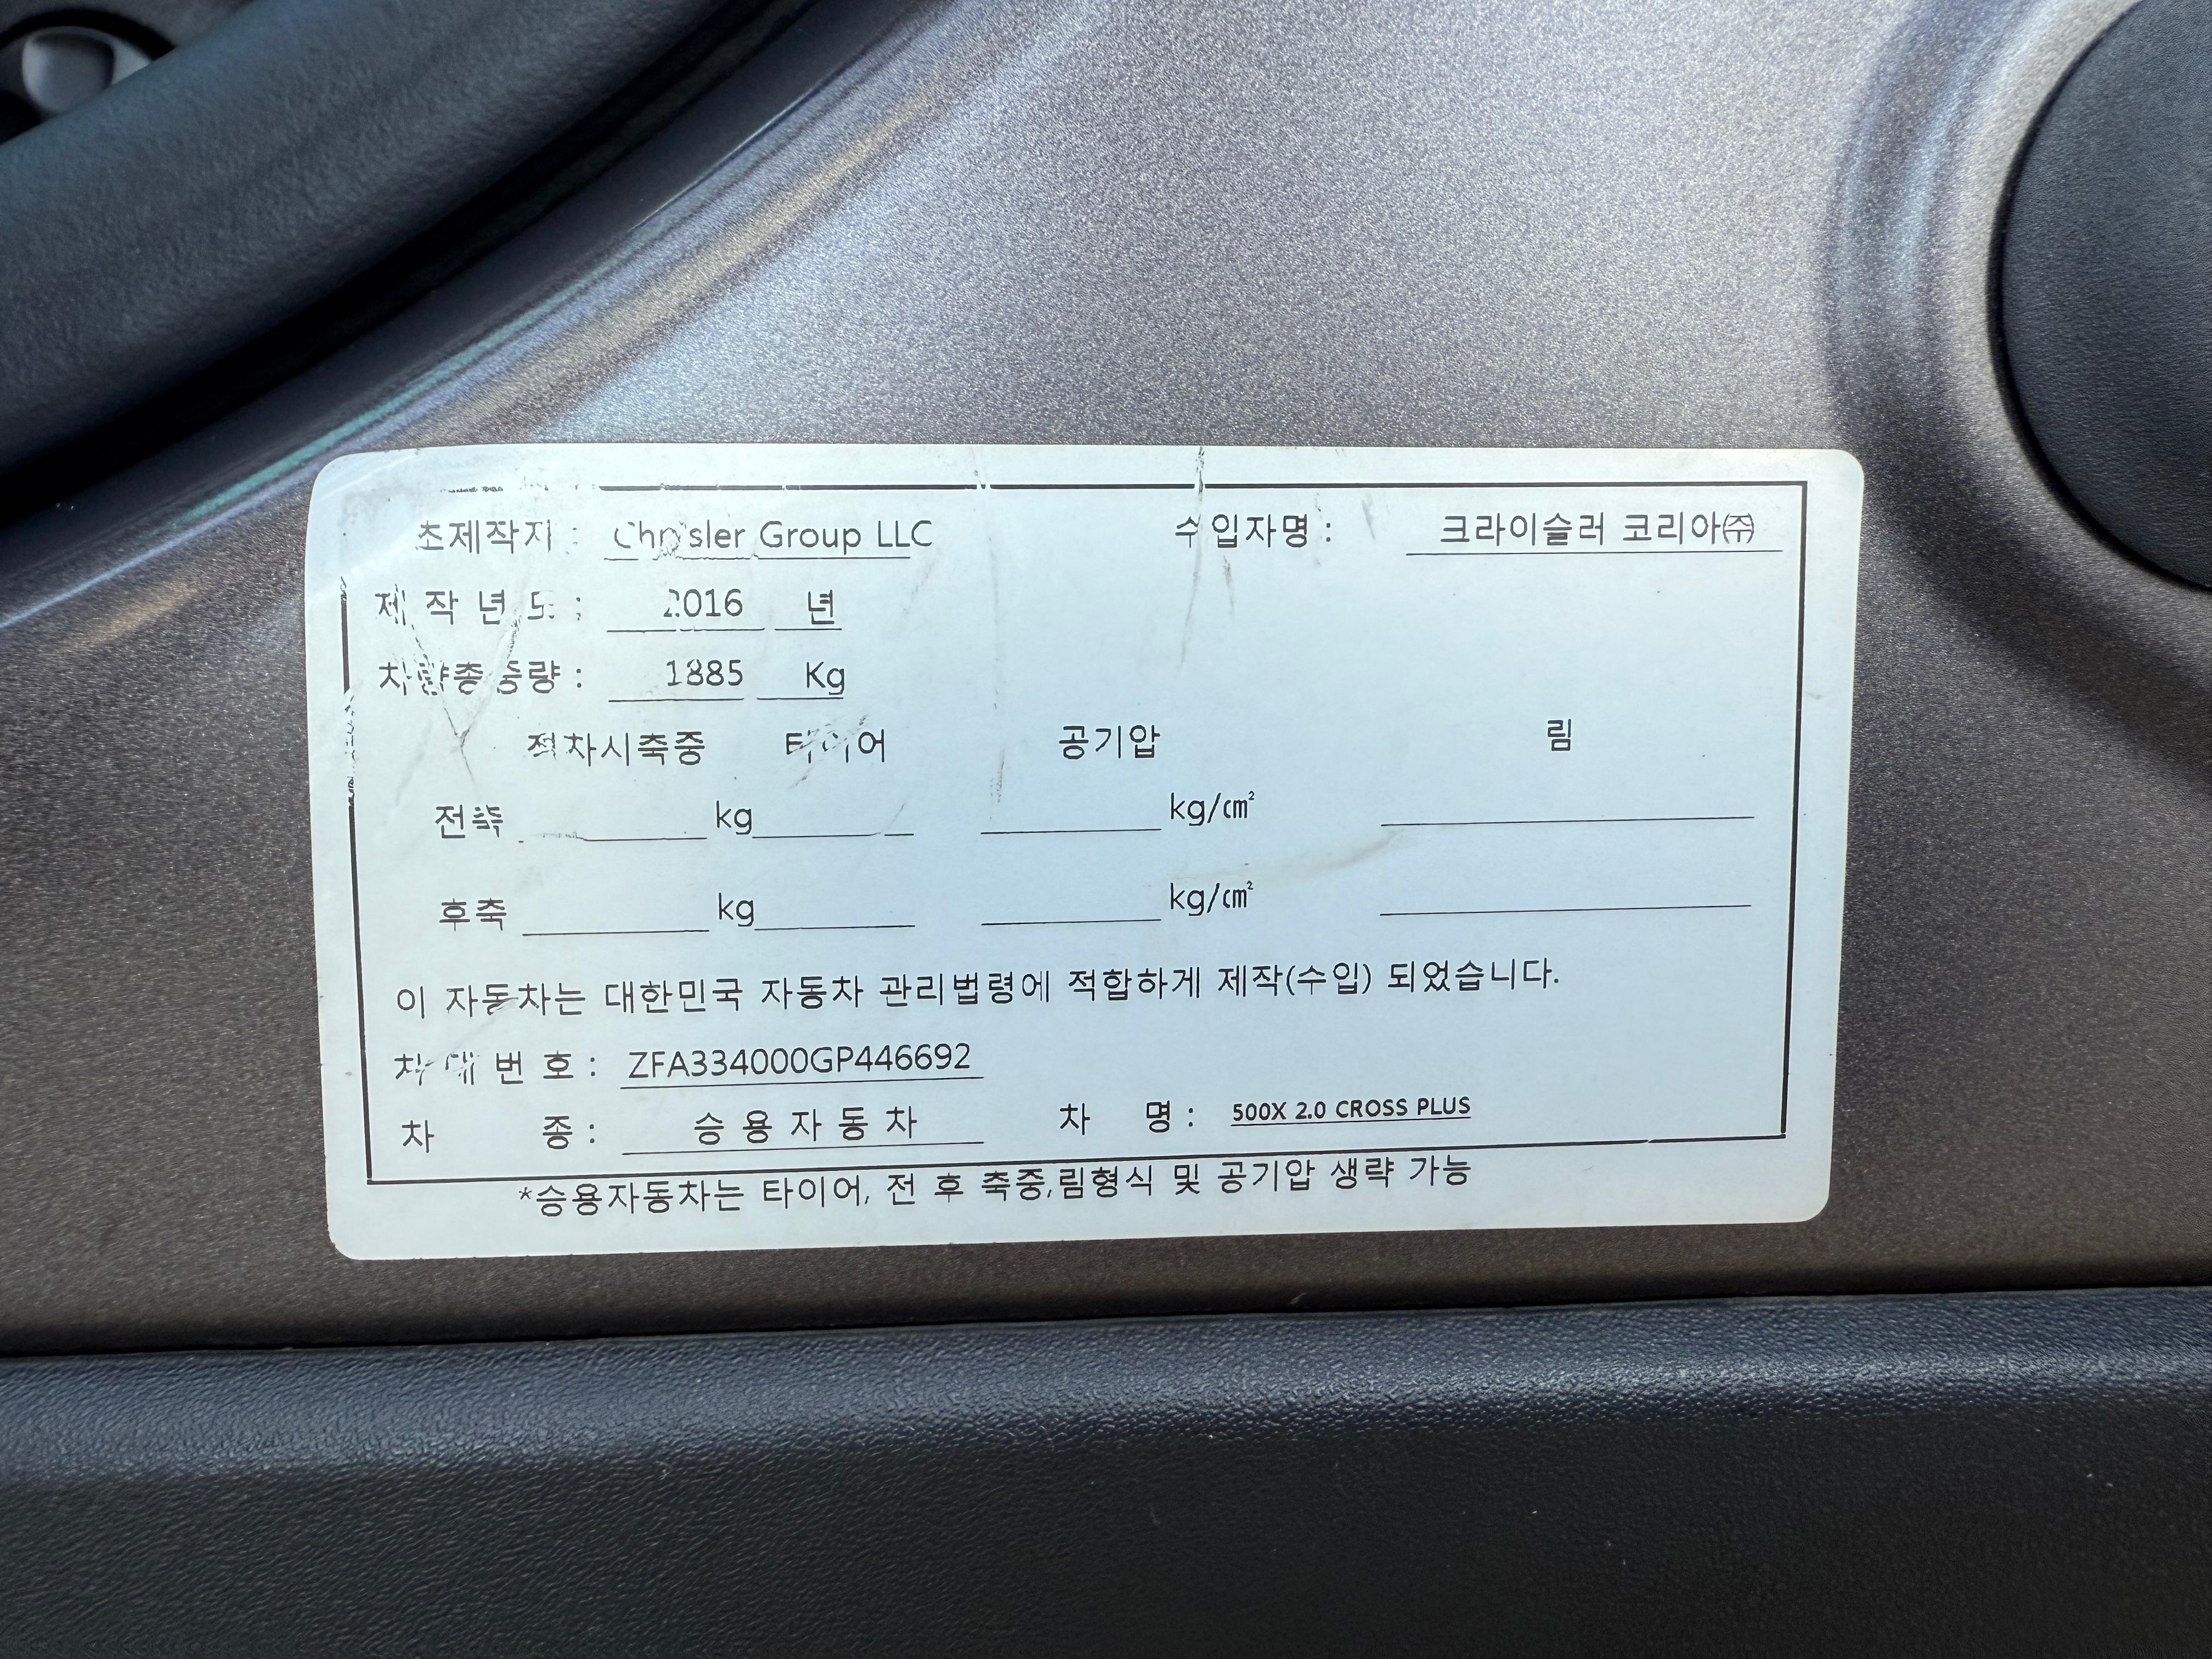 초제작자 : Chrysler Group LLC 수입자명 : 크라이슬러 코리아㈜
제 작 년 도 : 2016 년
차량총중량 : 1885 Kg
적차시축중 타이어 공기압 림
전축 kg kg/㎠
후축 kg kg/㎠
이 자동차는 대한민국 자동차 관리법령에 적합하게 제작(수입) 되었습니다.
차 대 번 호 : ZFA334000GP446692
차 종 : 승 용 자 동 차 차 명 : 500X 2.0 CROSS PLUS
*승용자동차는 타이어, 전 후 축중,림형식 및 공기압 생략 가능